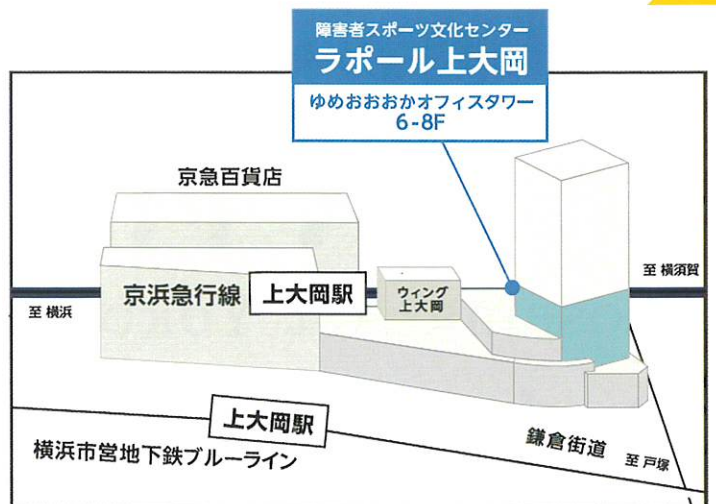 障害者スポーツ文化センター
ラポール上大岡
ゆめおおおかオフィスタワー
6-8F
京急百貨店
至 横須賀
京浜急行線
上大岡駅
ウィング
上大岡
至 横浜
上大岡駅
鎌倉街道
至 戸塚
横浜市営地下鉄ブルーライン